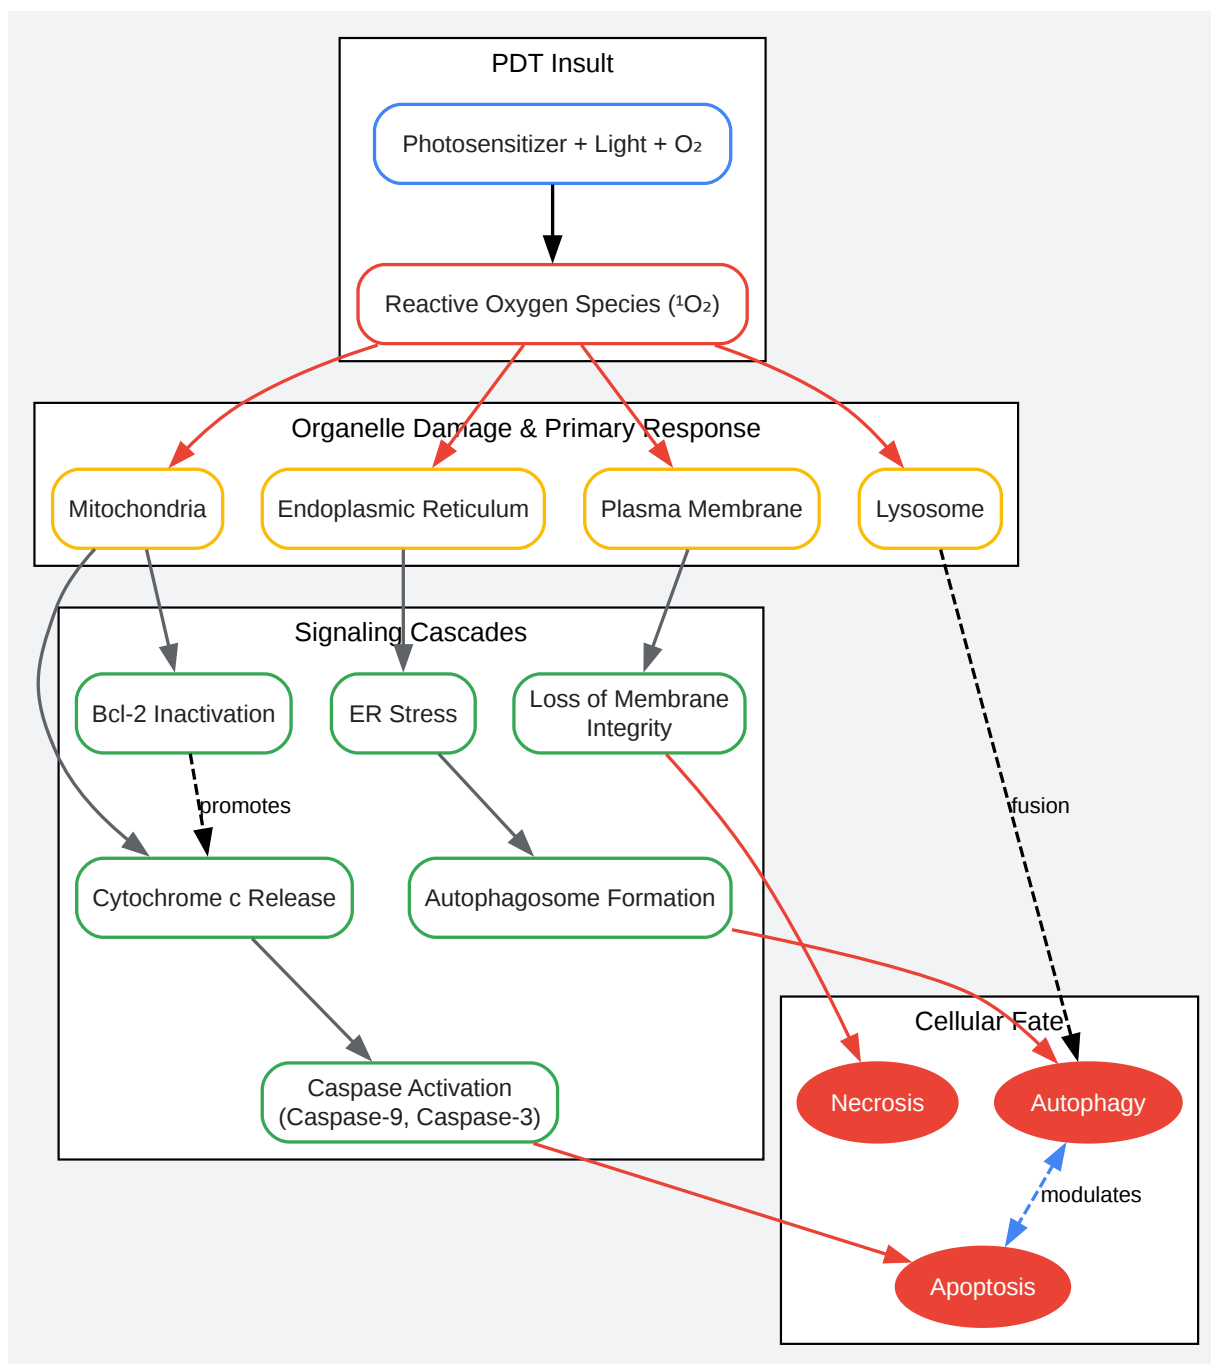 PDT Insult
Photosensitizer + Light + O₂
Reactive Oxygen Species (¹O₂)
Organelle Damage & Primary Response
Mitochondria
Endoplasmic Reticulum
Plasma Membrane
Lysosome
Signaling Cascades
Bcl-2 Inactivation
ER Stress
Loss of Membrane
Integrity
promotes
fusion
Cytochrome c Release
Autophagosome Formation
Cellular Fate
Caspase Activation
(Caspase-9, Caspase-3)
Necrosis
Autophagy
modulates
Apoptosis